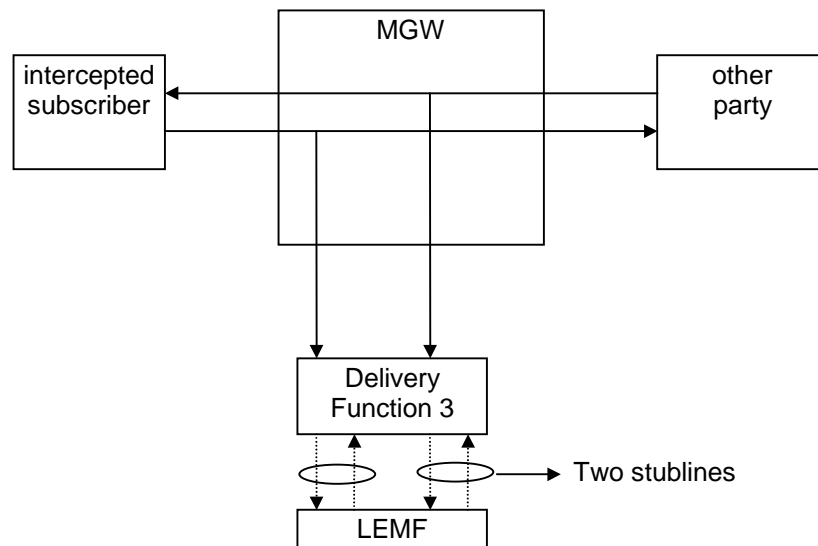 MGW
intercepted
subscriber
other
party
Delivery
Function 3
Two stublines
LEMF